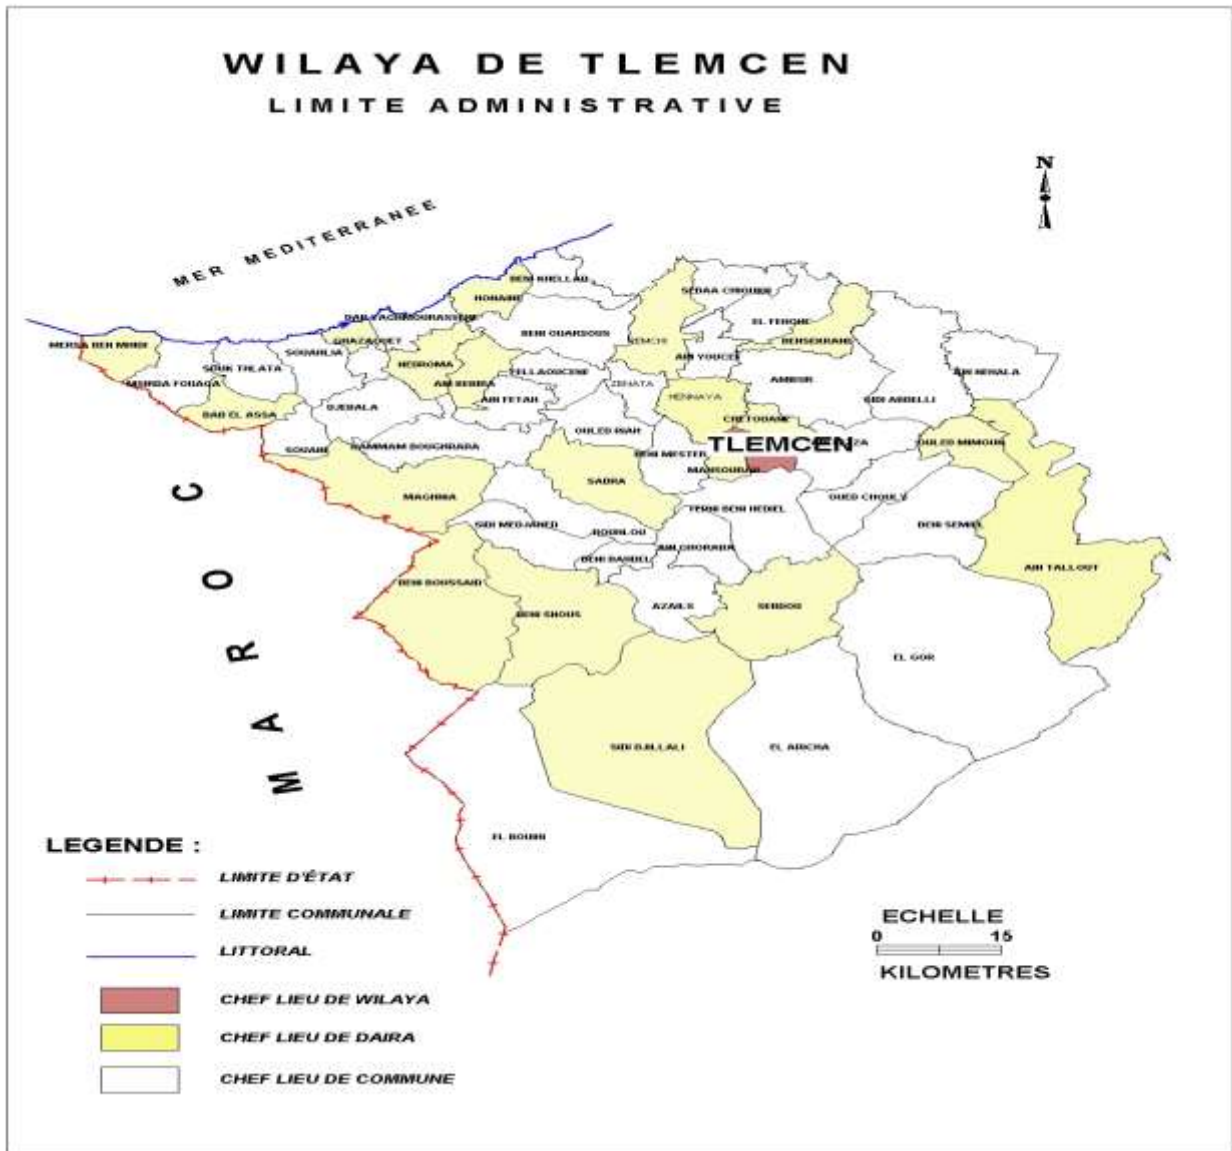 WILAYA DE TLEMCEN
LIMITE ADMINISTRATIVE
N
MER MEDITERRANEE
BENI KHELLAD
HONAINE
SEBAA CHIOUKH
DAR YAGHMOURASSENE
BENI OUARSOUS
EL FEHOUL
GHAZAOUET
BENSEKRANE
MERSA BEN MHIDI
SOUAHLIA
NEDROMA
REMCHI
AIN YOUCEF
SOUK TNLATA
FELLAOUCENE
AIN KEBIRA
ZENATA
AMIEUR
AIN NEHALA
MSIRDA FOUAGA
AIN FETAH
HENNAYA
SIDI ABDELLI
DJEBALA
BAB EL ASSA
CHETOUANE
OULED RIAH
TLEMCEN
OULED MIMOUN
SOUANI
HAMMAM BOUGHRARA
BENI MESTER
MANSOURAH
SABRA
MAGHNIA
OUED CHOULY
TERNI BENI HEDIEL
SIDI MEDJAHED
BOUHLOU
BENI SEMIEL
AIN GHORABA
BENI BAHDEL
AIN TALLOUT
BENI BOUSSAID
BENI SNOUS
AZAILS
SEBDOU
EL GOR
SIDI DJILLALI
EL ARICHA
EL BOUIHI
MAROC
LEGENDE :
LIMITE D'ÉTAT
LIMITE COMMUNALE
LITTORAL
CHEF LIEU DE WILAYA
CHEF LIEU DE DAIRA
CHEF LIEU DE COMMUNE
ECHELLE
0 15
KILOMETRES